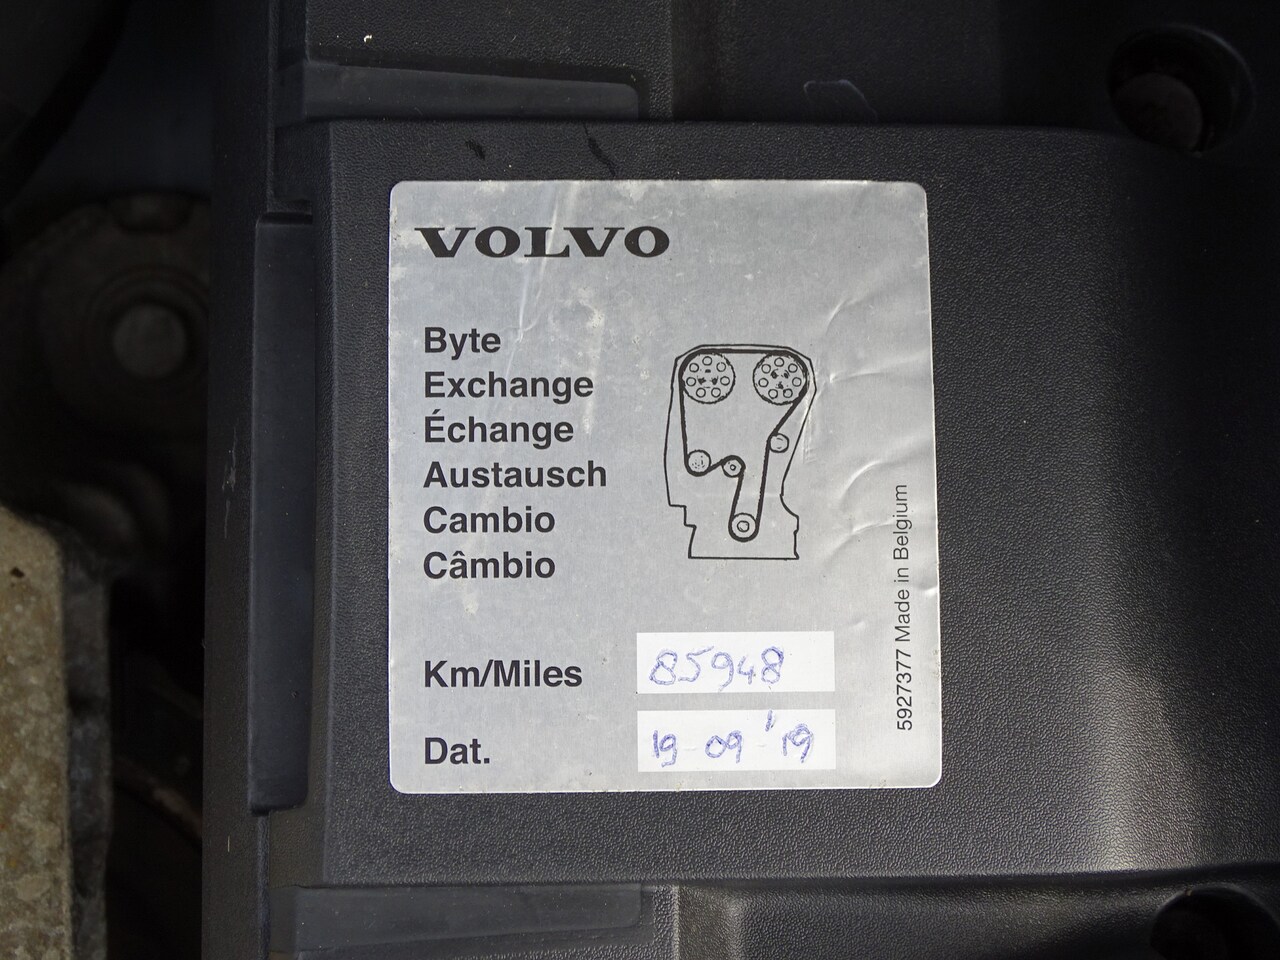 VOLVO
Byte
Exchange
Échange
Austausch
Cambio
Câmbio
Km/Miles 85948
Dat. 19 09 '19
5927377 Made in Belgium